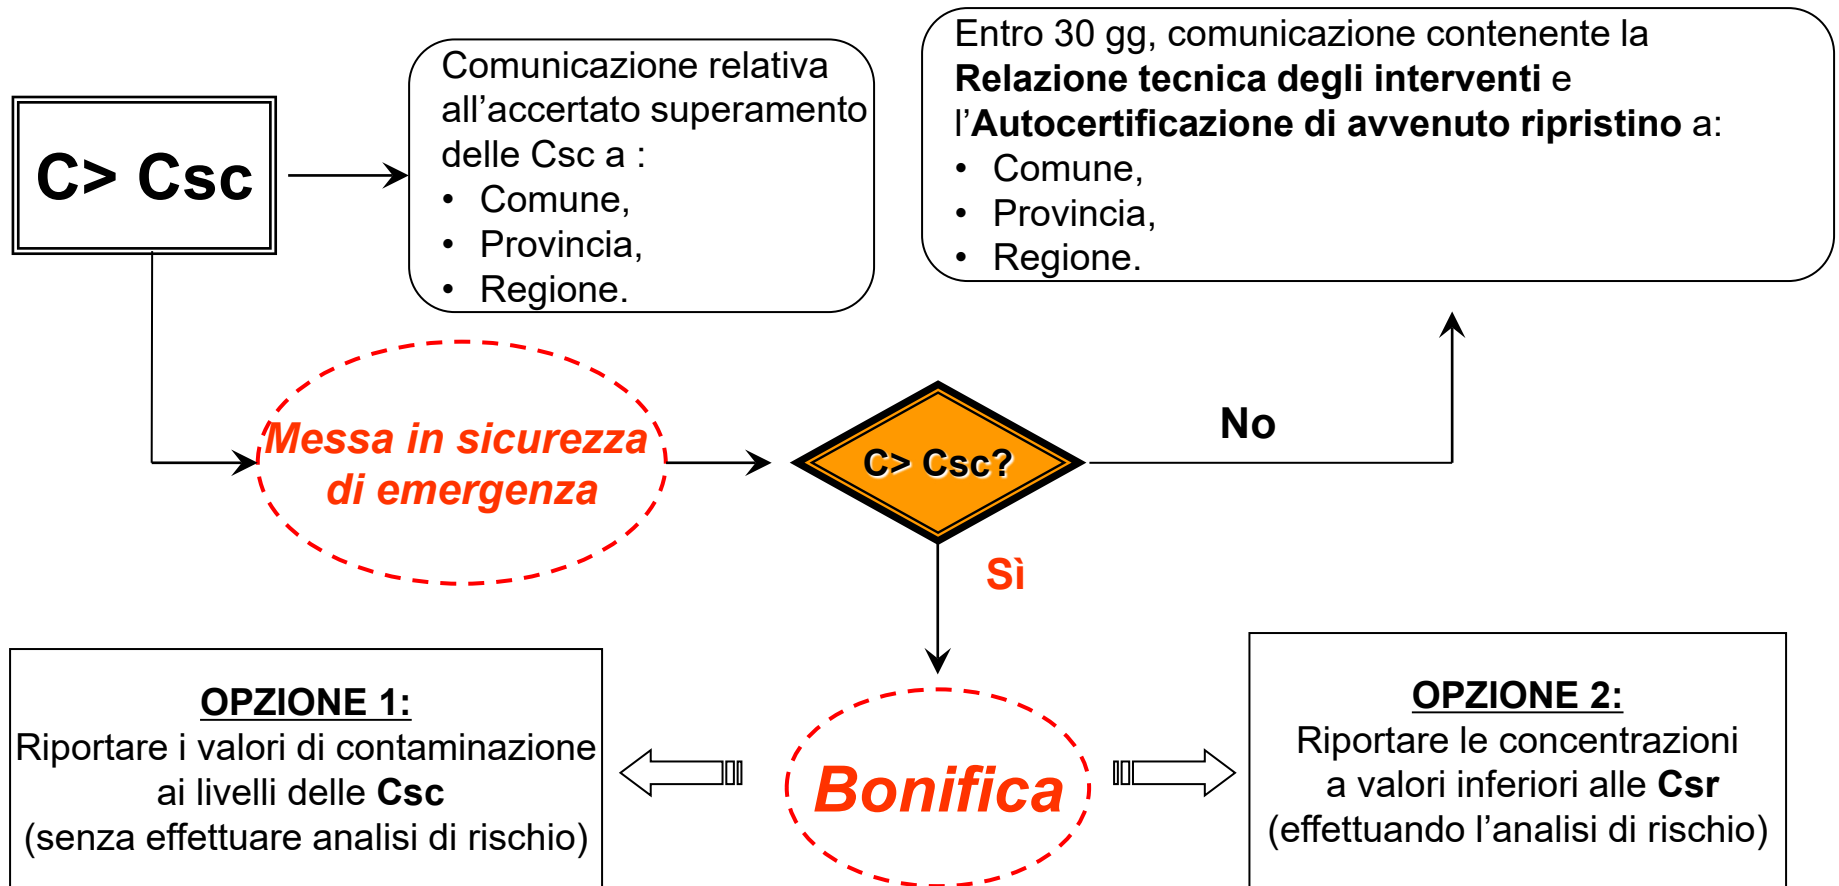 C> Csc
Comunicazione relativa
all’accertato superamento
delle Csc a :
• Comune,
• Provincia,
• Regione.
Entro 30 gg, comunicazione contenente la
Relazione tecnica degli interventi e
l’Autocertificazione di avvenuto ripristino a:
• Comune,
• Provincia,
• Regione.
Messa in sicurezza
di emergenza
C> Csc?
No
Sì
OPZIONE 1:
Riportare i valori di contaminazione
ai livelli delle Csc
(senza effettuare analisi di rischio)
Bonifica
OPZIONE 2:
Riportare le concentrazioni
a valori inferiori alle Csr
(effettuando l’analisi di rischio)